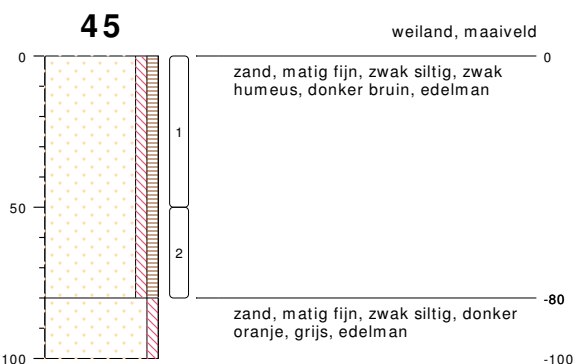 45
weiland, maaiveld
0
0
zand, matig fijn, zwak siltig, zwak
humeus, donker bruin, edelman
1
50
2
-80
zand, matig fijn, zwak siltig, donker
oranje, grijs, edelman
100
-100